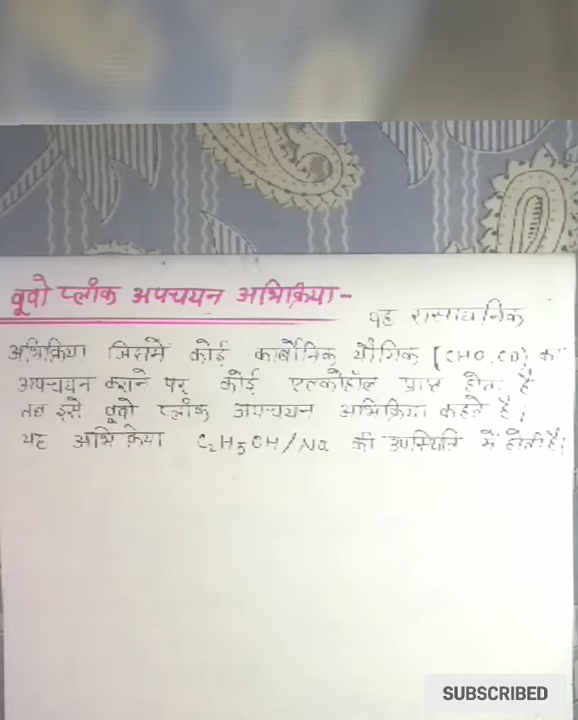 वूवो प्लांक अपचयन अभिक्रिया-
यह रासायनिक
अभिक्रिया जिसमें कोई कार्बोनिक यौगिक [CHO, CO] का
अपचयन कराने पर कोई एल्कोहॉल प्राप्त होता है
तब इसे वूवो प्लांक अपचयन अभिक्रिया कहते है;
यह अभिक्रिया C₂H₅OH/Na की उपस्थिति में होती है;
SUBSCRIBED